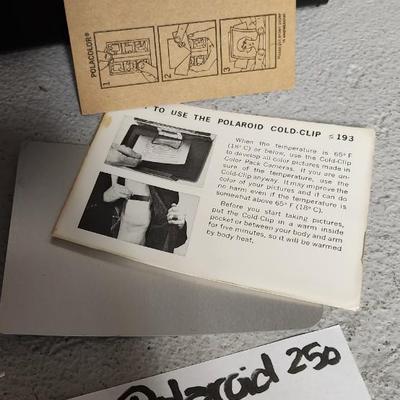 POLACOLOR®
1
2
3
TO USE THE POLAROID COLD-CLIP #193
When the temperature is 65° F
(18° C) or below, use the Cold-Clip
to develop all color pictures made in
Color Pack Cameras. If you are un-
sure of the temperature, use the
Cold-Clip anyway. It may improve the
color of your pictures and it can do
no harm even if the temperature is
somewhat above 65° F (18° C).
Before you start taking pictures,
put the Cold Clip in a warm inside
pocket or between your body and arm
for five minutes, so it will be warmed
by body heat.
Polaroid 250